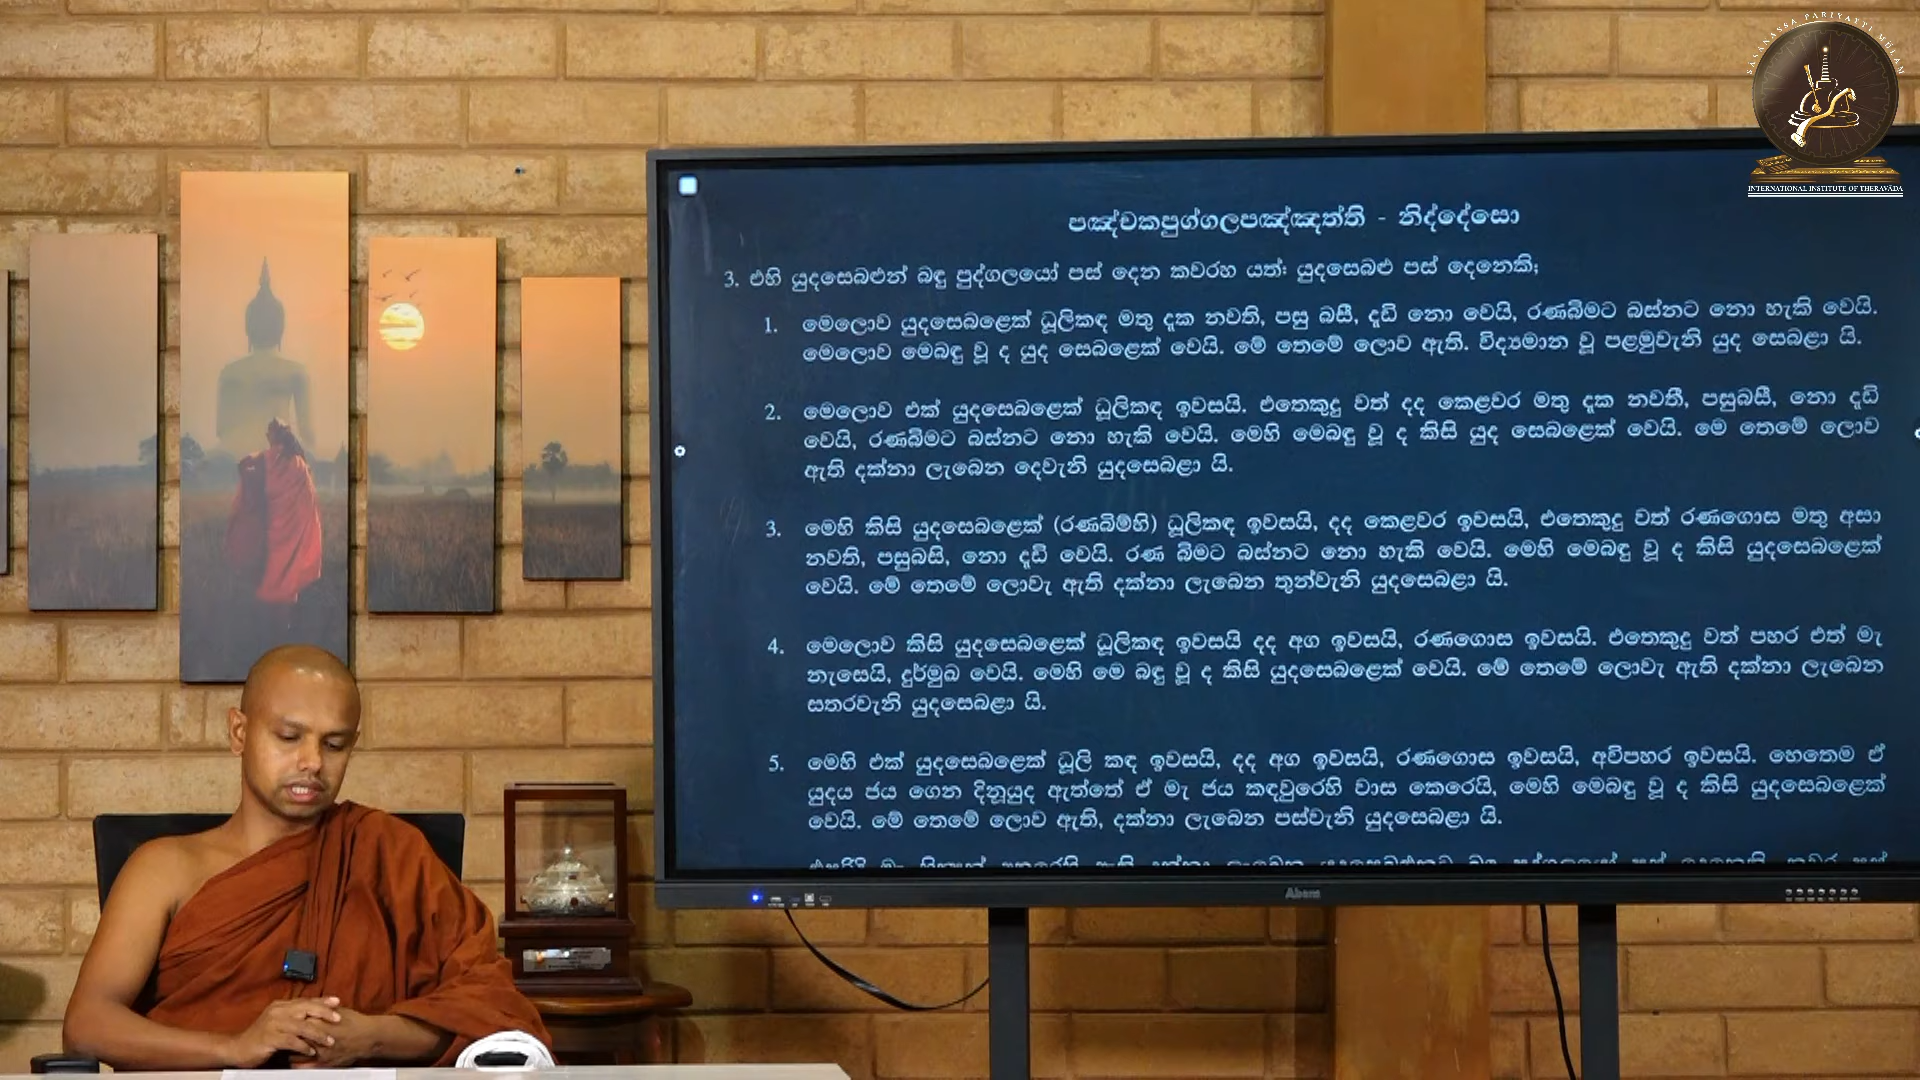 SASANASSA PARIYATTI MŪLAṂ
INTERNATIONAL INSTITUTE OF THERAVĀDA
පඤ්චකපුග්ගලපඤ්ඤත්ති - නිද්දේසො
3. එහි යුදසෙබළුන් බඳු පුද්ගලයෝ පස් දෙන කවරහ යත්: යුදසෙබළු පස් දෙනෙකි;
1. මෙලොව යුදසෙබළෙක් ධූලිකඳ මතු දැක නවති, පසු බසී, දැඩි නො වෙයි, රණබිමට බස්නට නො හැකි වෙයි.
මෙලොව මෙබඳු වූ ද යුද සෙබළෙක් වෙයි. මේ තෙමේ ලොව ඇති. විද්‍යමාන වූ පළමුවැනි යුද සෙබළා යි.
2. මෙලොව එක් යුදසෙබළෙක් ධූලිකඳ ඉවසයි. එතෙකුදු වත් දද කෙළවර මතු දැක නවතී, පසුබසී, නො දැඩි
වෙයි, රණබිමට බස්නට නො හැකි වෙයි. මෙහි මෙබඳු වූ ද කිසි යුද සෙබළෙක් වෙයි. මෙ තෙමේ ලොව
ඇති දක්නා ලැබෙන දෙවැනි යුදසෙබළා යි.
3. මෙහි කිසි යුදසෙබළෙක් (රණබිම්හි) ධූලිකඳ ඉවසයි, දද කෙළවර ඉවසයි, එතෙකුදු වත් රණගොස මතු අසා
නවති, පසුබසි, නො දැඩි වෙයි. රණ බිමට බස්නට නො හැකි වෙයි. මෙහි මෙබඳු වූ ද කිසි යුදසෙබළෙක්
වෙයි. මේ තෙමේ ලොවැ ඇති දක්නා ලැබෙන තුන්වැනි යුදසෙබළා යි.
4. මෙලොව කිසි යුදසෙබළෙක් ධූලිකඳ ඉවසයි දද අග ඉවසයි, රණගොස ඉවසයි. එතෙකුදු වත් පහර එත් මැ
නැසෙයි, දුර්මුඛ වෙයි. මෙහි මෙ බඳු වූ ද කිසි යුදසෙබළෙක් වෙයි. මේ තෙමේ ලොවැ ඇති දක්නා ලැබෙන
සතරවැනි යුදසෙබළා යි.
5. මෙහි එක් යුදසෙබළෙක් ධූලි කඳ ඉවසයි, දද අග ඉවසයි, රණගොස ඉවසයි, අවිපහර ඉවසයි. හෙතෙම ඒ
යුදය ජය ගෙන දිනූයුද ඇත්තේ ඒ මැ ජය කඳවුරෙහි වාස කෙරෙයි, මෙහි මෙබඳු වූ ද කිසි යුදසෙබළෙක්
වෙයි. මේ තෙමේ ලොව ඇති, දක්නා ලැබෙන පස්වැනි යුදසෙබළා යි.